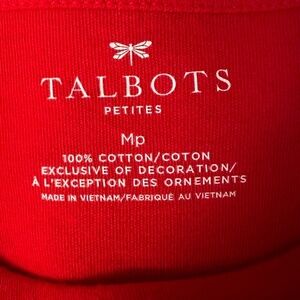 TALBOTS
PETITES
Mp
100% COTTON/COTON
EXCLUSIVE OF DECORATION/
À L'EXCEPTION DES ORNEMENTS
MADE IN VIETNAM/FABRIQUÉ AU VIETNAM